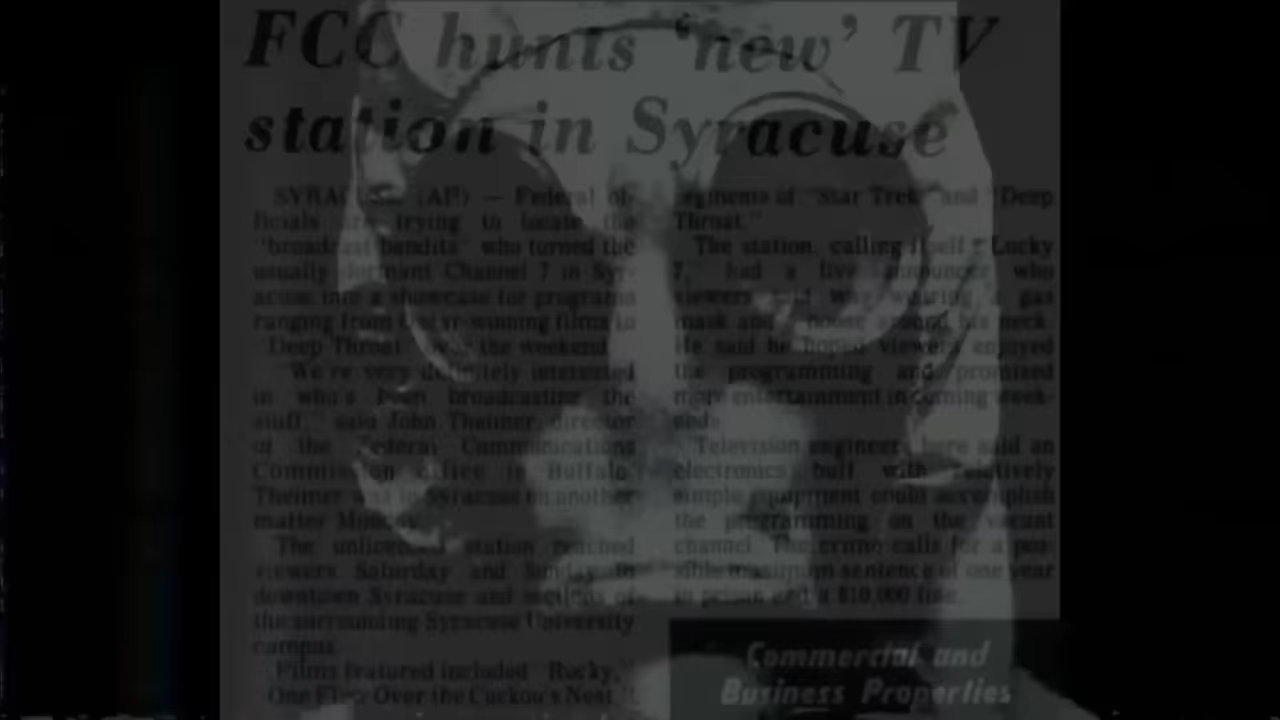 FCC hunts ‘new’ TV
station in Syracuse
SYRACUSE (AP) — Federal of-
ficials are trying to locate the
"broadcast bandits" who turned the
usually dormant Channel 7 in Syr-
acuse into a showcase for programs
ranging from Oscar-winning films to
"Deep Throat" over the weekend.
"We're very definitely interested
in who's been broadcasting the
stuff," said John Theimer, director
of the Federal Communications
Commission office in Buffalo.
Theimer was in Syracuse on another
matter Monday.
The unlicensed station reached
viewers Saturday and Sunday in
downtown Syracuse and sections of
the surrounding Syracuse University
campus.
Films featured included "Rocky,"
"One Flew Over the Cuckoo's Nest,"
segments of "Star Trek" and "Deep
Throat."
The station, calling itself "Lucky
7," had a live announcer who
viewers said was wearing a gas
mask and a noose around his neck.
He said he hoped viewers enjoyed
the programming and promised
more entertainment in coming week-
ends.
Television engineers here said an
electronics buff with relatively
simple equipment could accomplish
the programming on the vacant
channel. The crime calls for a pos-
sible maximum sentence of one year
in prison and a $10,000 fine.
Commercial and
Business Properties